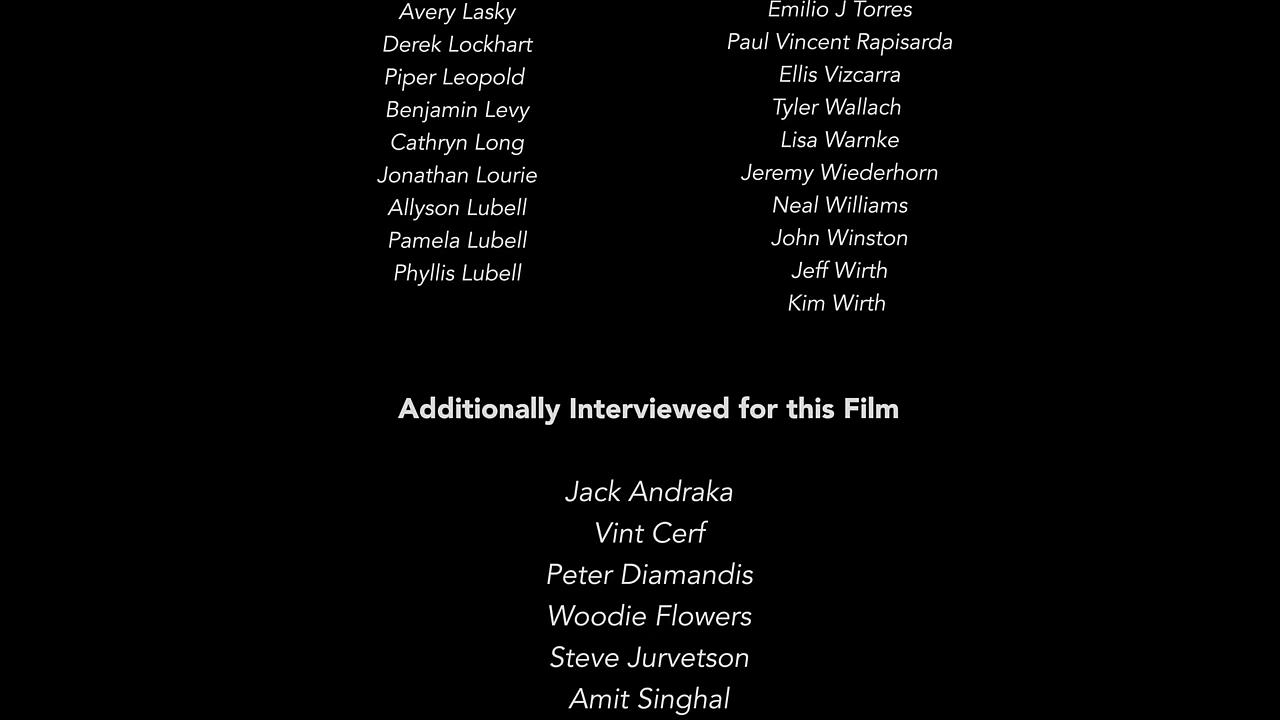 Avery Lasky
Derek Lockhart
Piper Leopold
Benjamin Levy
Cathryn Long
Jonathan Lourie
Allyson Lubell
Pamela Lubell
Phyllis Lubell
Emilio J Torres
Paul Vincent Rapisarda
Ellis Vizcarra
Tyler Wallach
Lisa Warnke
Jeremy Wiederhorn
Neal Williams
John Winston
Jeff Wirth
Kim Wirth
Additionally Interviewed for this Film
Jack Andraka
Vint Cerf
Peter Diamandis
Woodie Flowers
Steve Jurvetson
Amit Singhal